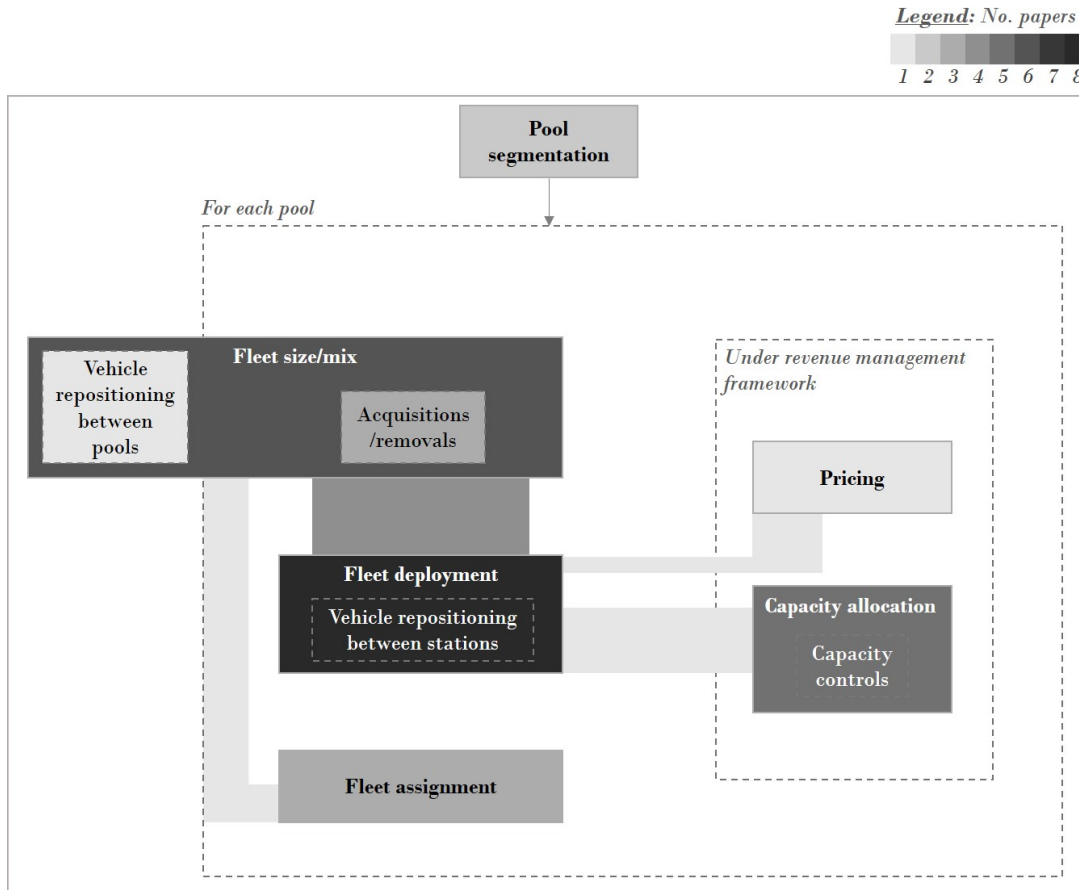 Legend: No. papers
1 2 3 4 5 6 7 8
Pool
segmentation
For each pool
Fleet size/mix
Vehicle
repositioning
between
pools
Acquisitions
/removals
Under revenue management
framework
Pricing
Fleet deployment
Vehicle repositioning
between stations
Capacity allocation
Capacity
controls
Fleet assignment